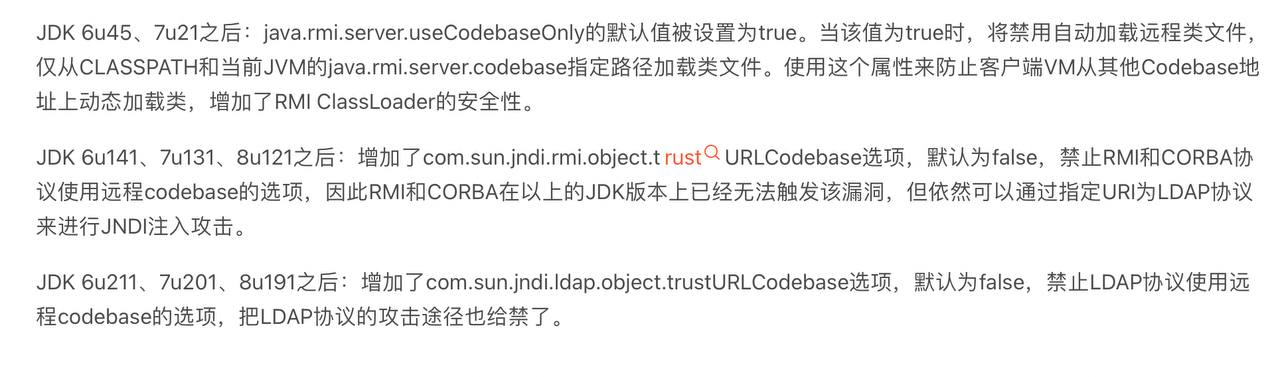 JDK 6u45、7u21之后：java.rmi.server.useCodebaseOnly的默认值被设置为true。当该值为true时，将禁用自动加载远程类文件，
仅从CLASSPATH和当前JVM的java.rmi.server.codebase指定路径加载类文件。使用这个属性来防止客户端VM从其他Codebase地
址上动态加载类，增加了RMI ClassLoader的安全性。
JDK 6u141、7u131、8u121之后：增加了com.sun.jndi.rmi.object.trustURLCodebase选项，默认为false，禁止RMI和CORBA协
议使用远程codebase的选项，因此RMI和CORBA在以上的JDK版本上已经无法触发该漏洞，但依然可以通过指定URI为LDAP协议
来进行JNDI注入攻击。
JDK 6u211、7u201、8u191之后：增加了com.sun.jndi.ldap.object.trustURLCodebase选项，默认为false，禁止LDAP协议使用远
程codebase的选项，把LDAP协议的攻击途径也给禁了。